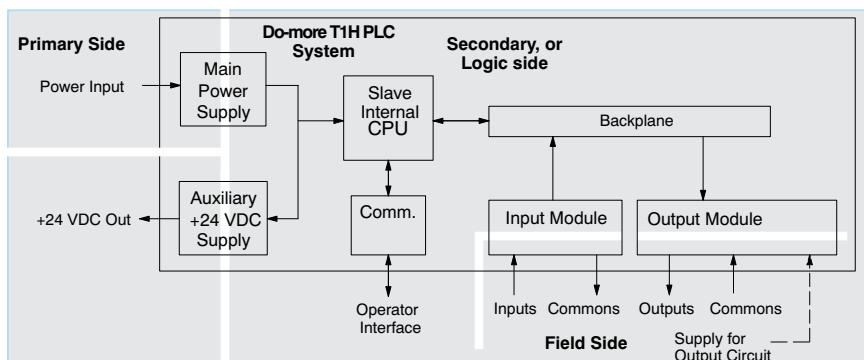 Primary Side
Do-more T1H PLC
System
Secondary, or
Logic side
Power Input
Main
Power
Supply
Slave
Internal
CPU
Backplane
+24 VDC Out
Auxiliary
+24 VDC
Supply
Comm.
Input Module
Output Module
Operator
Interface
Inputs
Commons
Outputs
Commons
Field Side
Supply for
Output Circuit